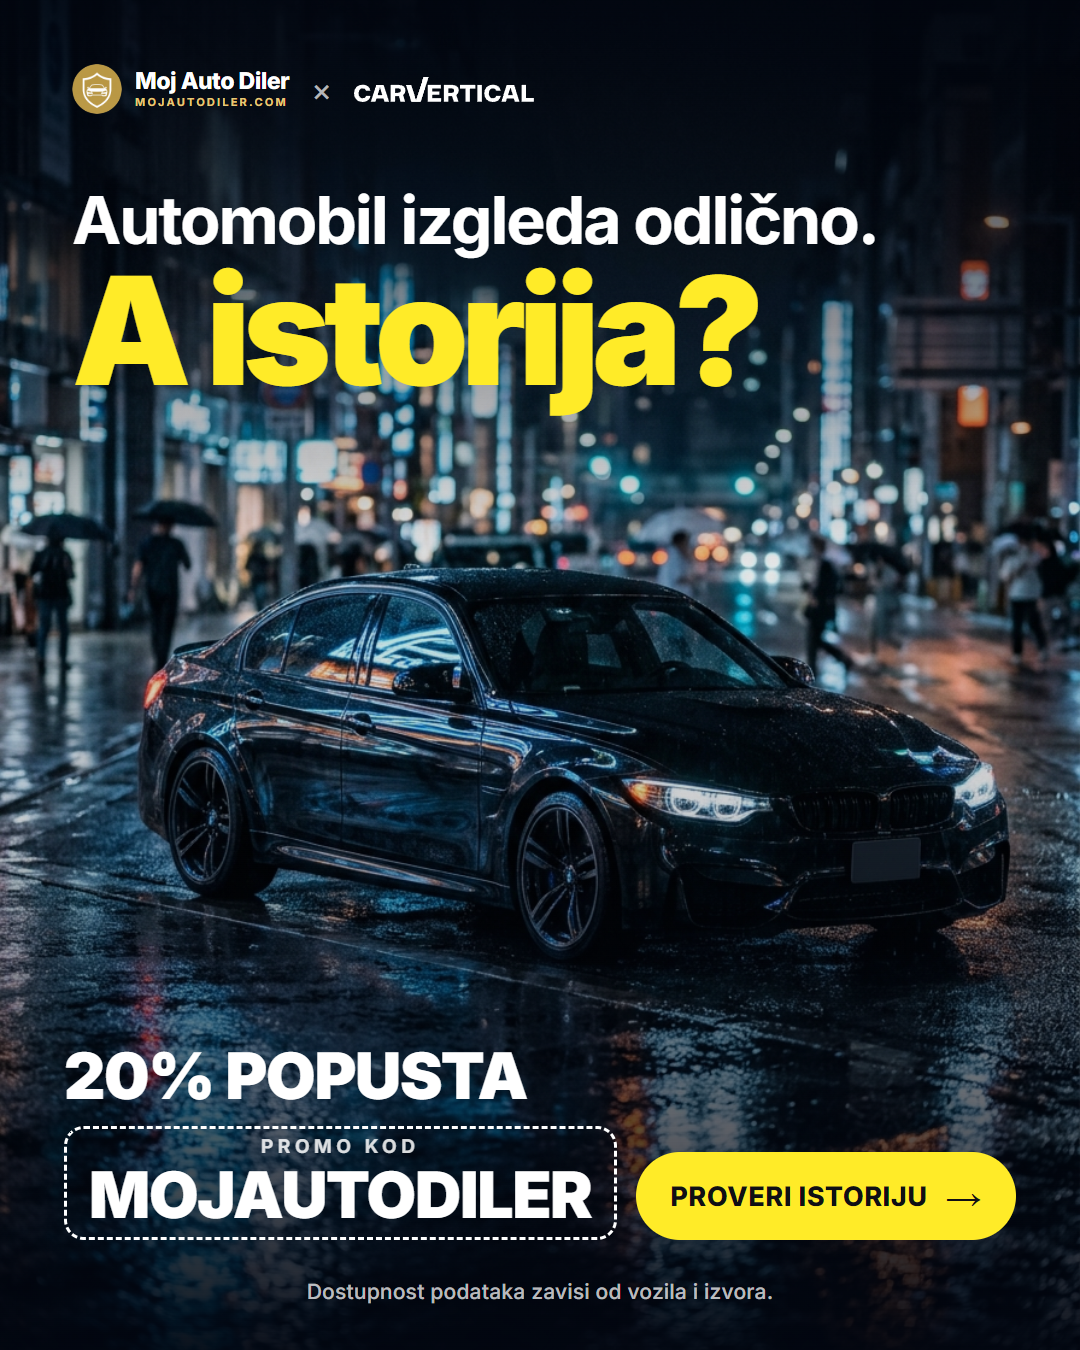 Moj Auto Diler
MOJAUTODILER.COM
×
CARVERTICAL
Automobil izgleda odlično.
A istorija?
20% POPUSTA
PROMO KOD
MOJAUTODILER
PROVERI ISTORIJU →
Dostupnost podataka zavisi od vozila i izvora.